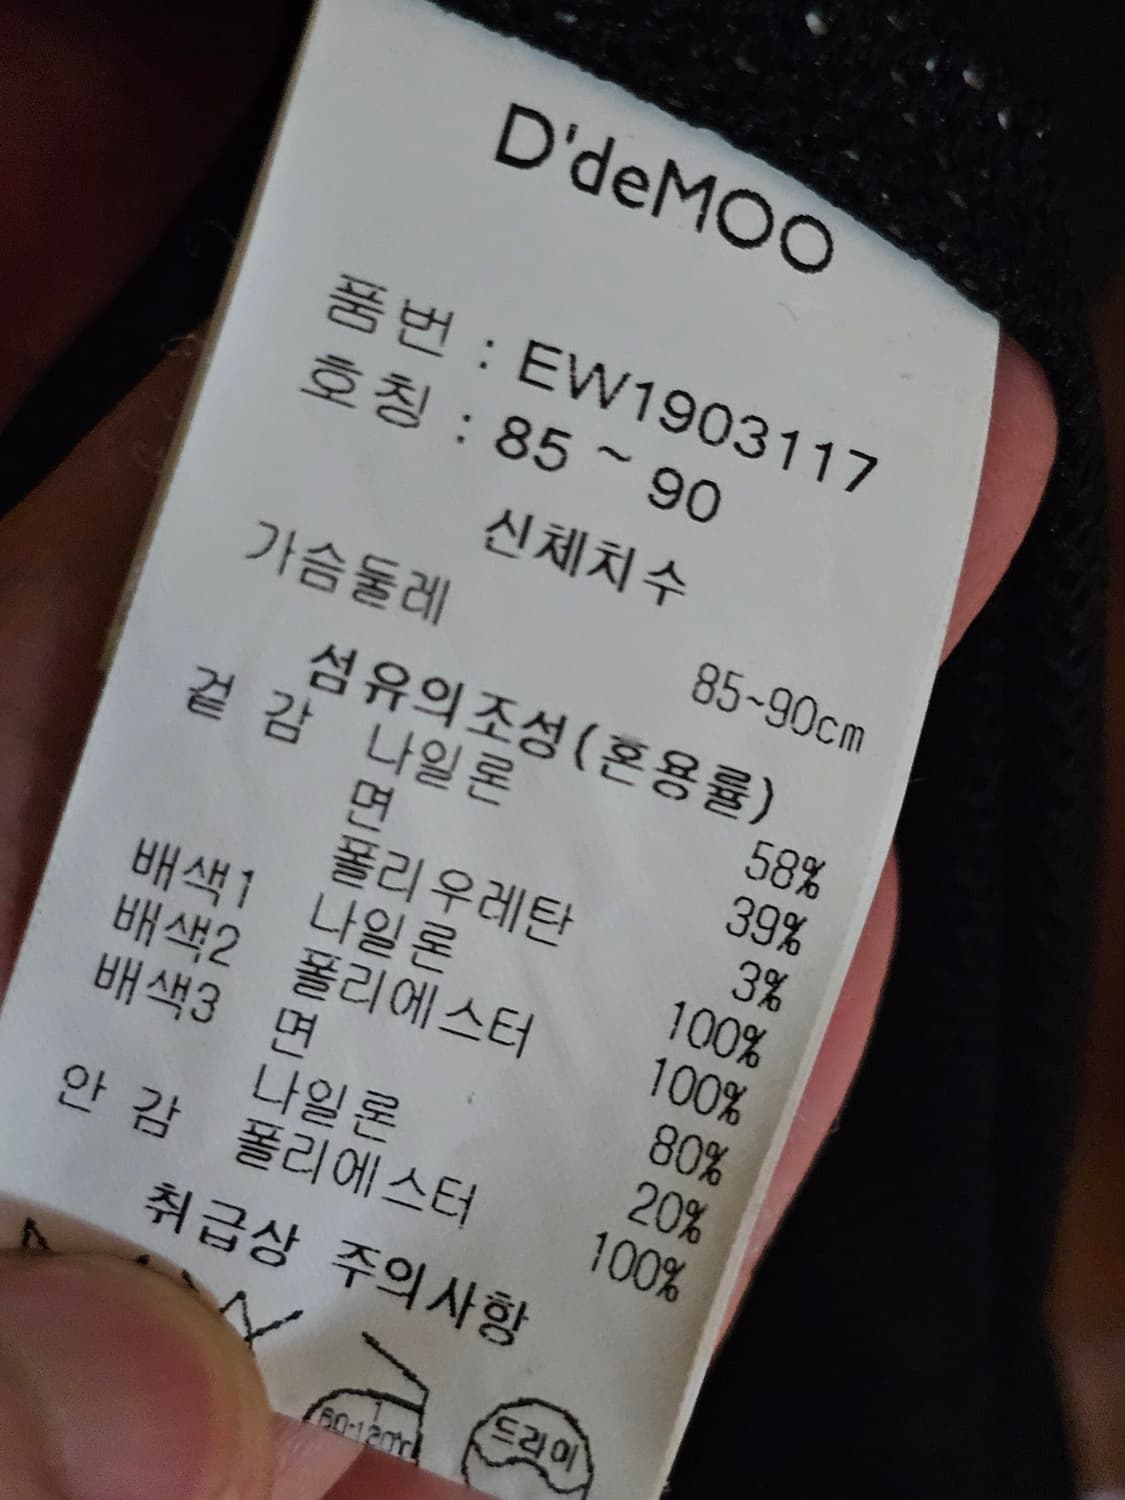 D'deMOO
품번 : EW1903117
호칭 : 85 ~ 90
신체치수
가슴둘레 85~90cm
섬유의조성(혼용률)
겉 감 나일론 58%
면 39%
폴리우레탄 3%
배색1 나일론 100%
배색2 폴리에스터 100%
배색3 면 80%
나일론 20%
안 감 폴리에스터 100%
취급상 주의사항
드라이